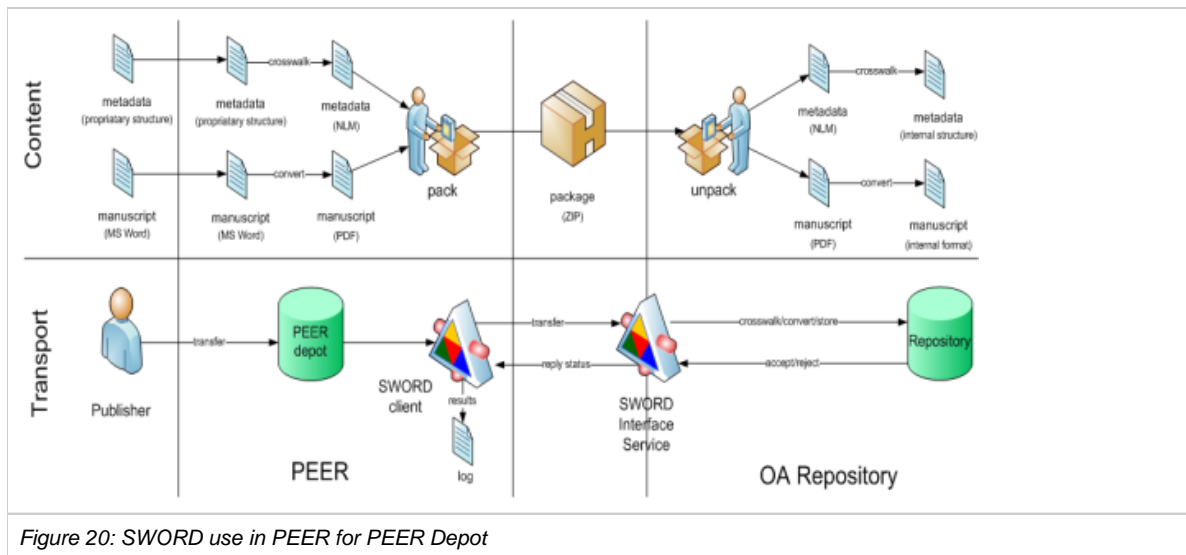 Content
metadata
(propriatary structure)
metadata
(propriatary structure)
crosswalk
metadata
(NLM)
manuscript
(MS Word)
manuscript
(MS Word)
convert
manuscript
(PDF)
pack
package
(ZIP)
unpack
metadata
(NLM)
crosswalk
metadata
(internal structure)
manuscript
(PDF)
convert
manuscript
(internal format)
Transport
Publisher
transfer
PEER
depot
SWORD
client
results
log
transfer
reply status
SWORD
Interface
Service
crosswalk/convert/store
accept/reject
Repository
PEER
OA Repository
Figure 20: SWORD use in PEER for PEER Depot